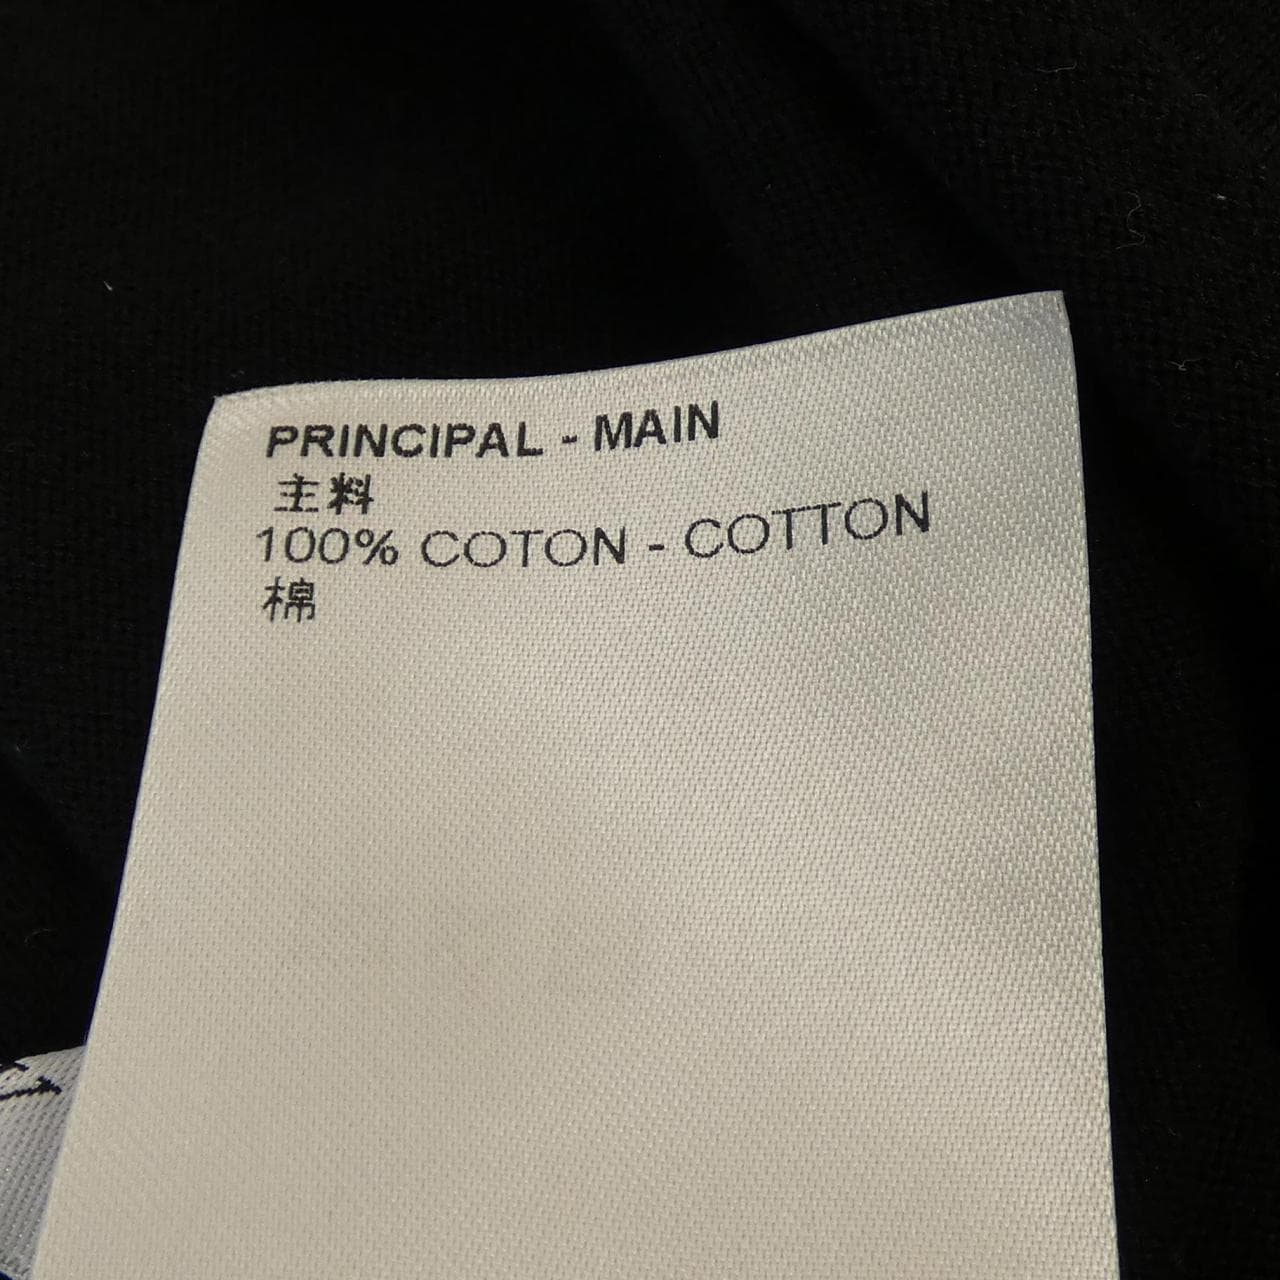 PRINCIPAL - MAIN
主料
100% COTON - COTTON
棉